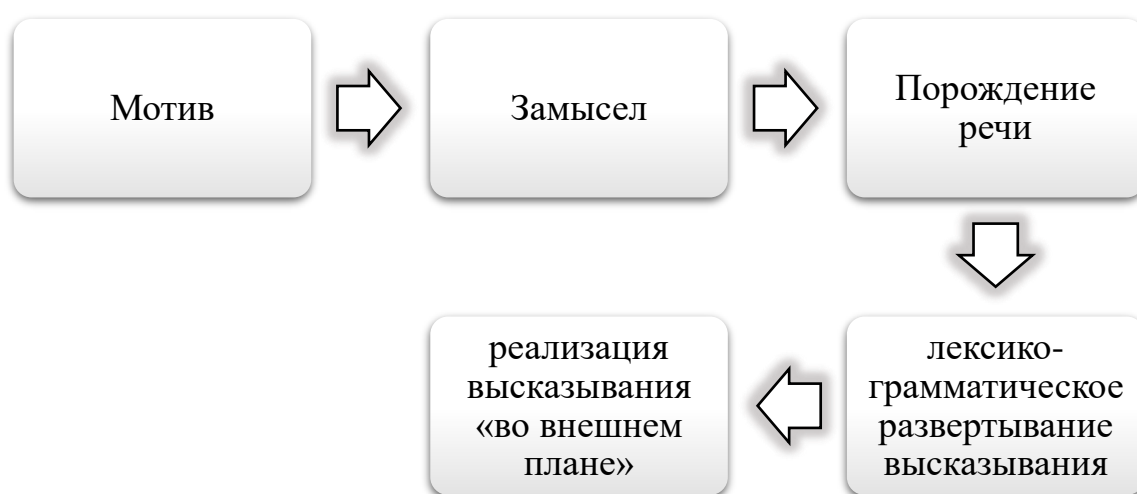 Мотив
Замысел
Порождение
речи
лексико-
грамматическое
развертывание
высказывания
реализация
высказывания
«во внешнем
плане»